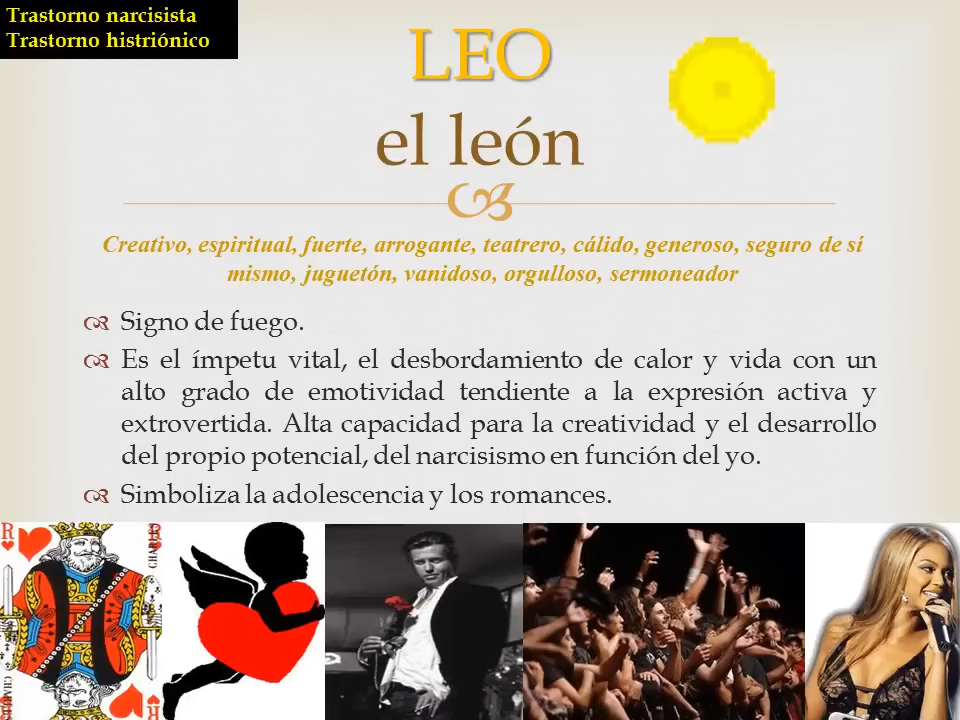 Trastorno narcisista
Trastorno histriónico
LEO
el león
Creativo, espiritual, fuerte, arrogante, teatrero, cálido, generoso, seguro de sí
mismo, juguetón, vanidoso, orgulloso, sermoneador
Signo de fuego.
Es el ímpetu vital, el desbordamiento de calor y vida con un
alto grado de emotividad tendiente a la expresión activa y
extrovertida. Alta capacidad para la creatividad y el desarrollo
del propio potencial, del narcisismo en función del yo.
Simboliza la adolescencia y los romances.
R
CHARLES
R